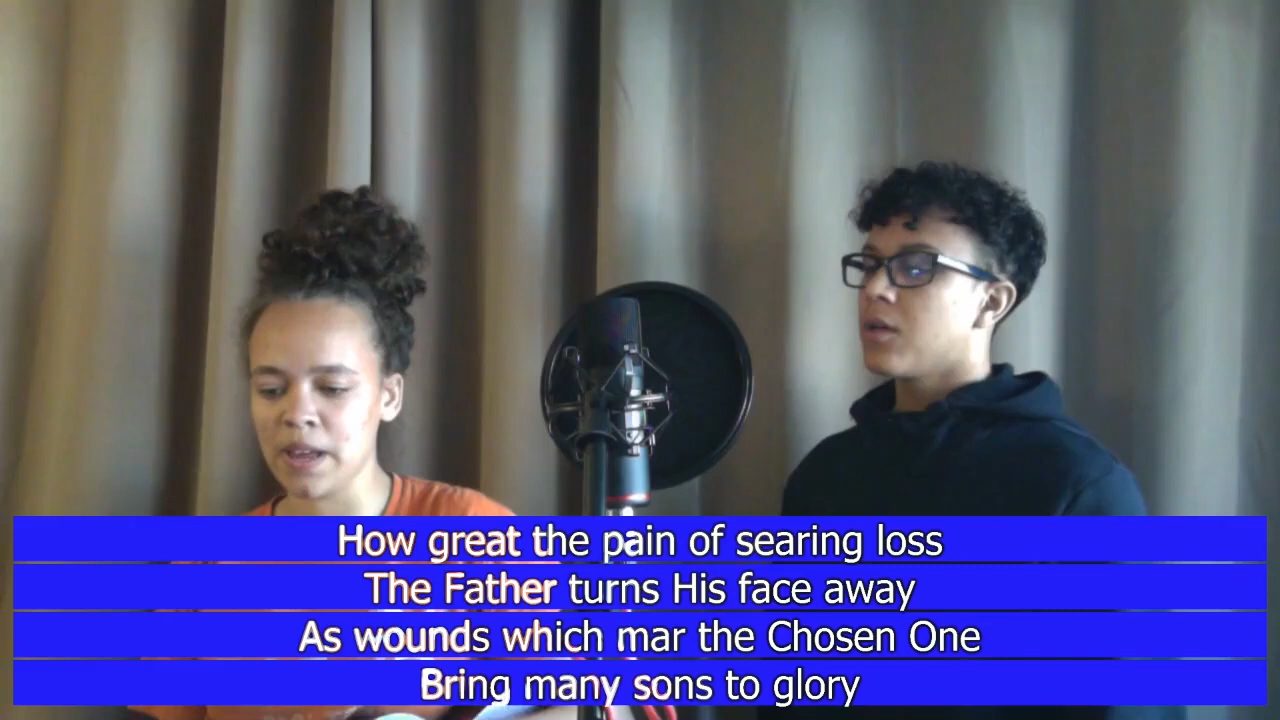 How great the pain of searing loss
The Father turns His face away
As wounds which mar the Chosen One
Bring many sons to glory